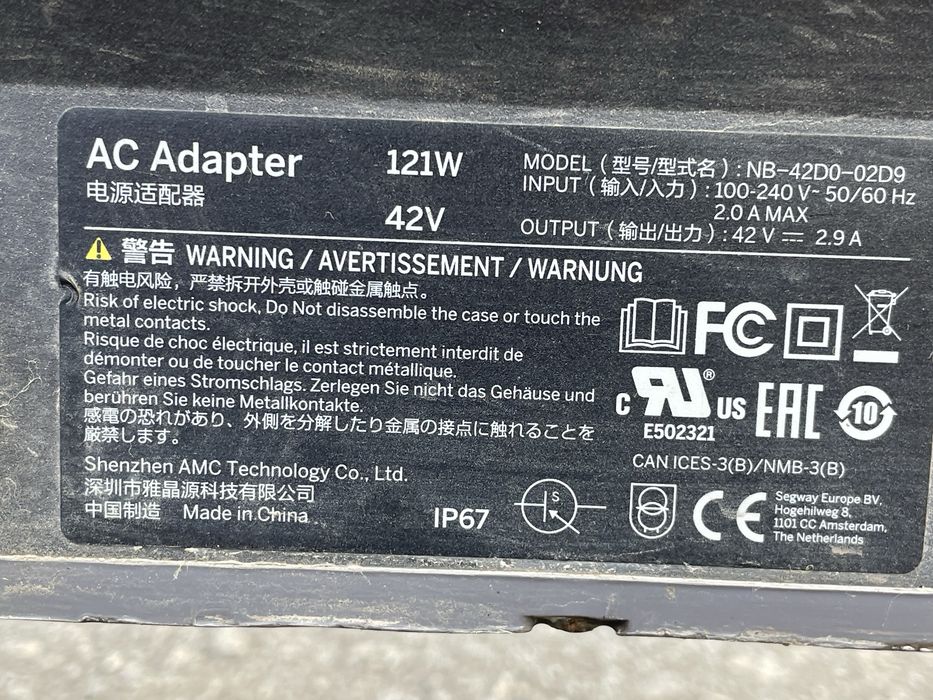 AC Adapter
电源适配器
121W
42V
MODEL (型号/型式名) : NB-42D0-02D9
INPUT (输入/入力) : 100-240 V~ 50/60 Hz
2.0 A MAX
OUTPUT (输出/出力) : 42 V ⎓ 2.9 A
警告 WARNING / AVERTISSEMENT / WARNUNG
有触电风险，严禁拆开外壳或触碰金属触点。
Risk of electric shock, Do Not disassemble the case or touch the
metal contacts.
Risque de choc électrique, il est strictement interdit de
démonter ou de toucher le contact métallique.
Gefahr eines Stromschlags. Zerlegen Sie nicht das Gehäuse und
berühren Sie keine Metallkontakte.
感電の恐れがあり、外側を分解したり金属の接点に触れることを
厳禁します。
Shenzhen AMC Technology Co., Ltd.
深圳市雅晶源科技有限公司
中国制造 Made in China
IP67
S
FC
c RU® US
E502321
EAC
10
CAN ICES-3(B)/NMB-3(B)
CE
Segway Europe BV,
Hogehilweg 8,
1101 CC Amsterdam,
The Netherlands